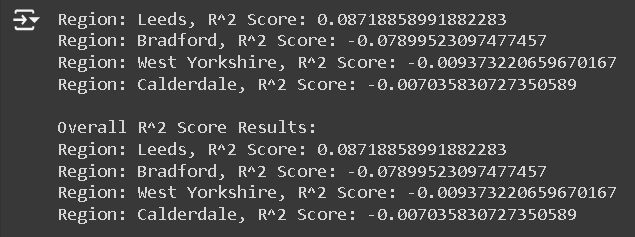 Region: Leeds, R^2 Score: 0.08718858991882283
Region: Bradford, R^2 Score: -0.07899523097477457
Region: West Yorkshire, R^2 Score: -0.009373220659670167
Region: Calderdale, R^2 Score: -0.007035830727350589
Overall R^2 Score Results:
Region: Leeds, R^2 Score: 0.08718858991882283
Region: Bradford, R^2 Score: -0.07899523097477457
Region: West Yorkshire, R^2 Score: -0.009373220659670167
Region: Calderdale, R^2 Score: -0.007035830727350589